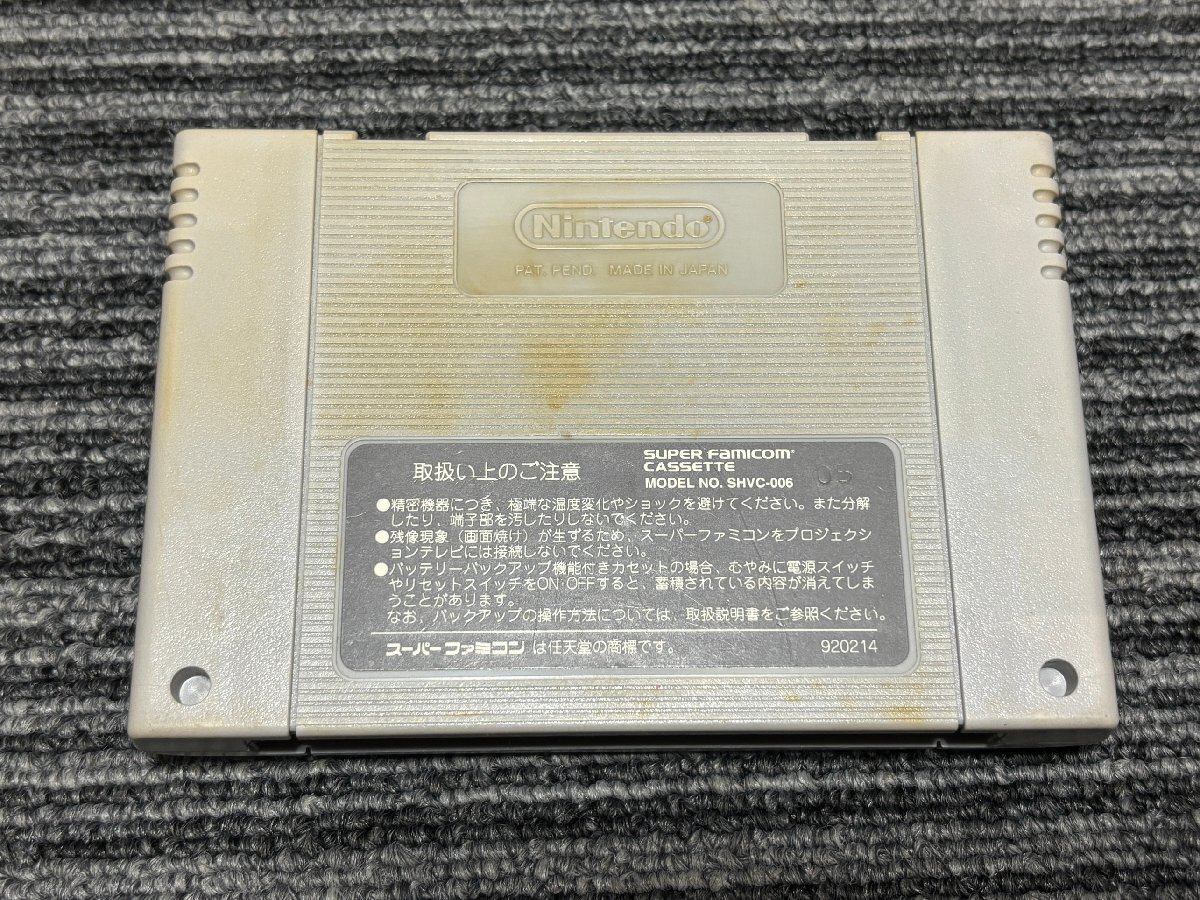 Nintendo®
PAT. PEND. MADE IN JAPAN
取扱い上のご注意
SUPER FAMICOM®
CASSETTE
MODEL NO. SHVC-006
●精密機器につき、極端な温度変化やショックを避けてください。また分解
したり、端子部を汚したりしないでください。
●残像現象（画面焼け）が生ずるため、スーパーファミコンをプロジェクシ
ョンテレビには接続しないでください。
●バッテリーバックアップ機能付きカセットの場合、むやみに電源スイッチ
やリセットスイッチをON・OFFすると、蓄積されている内容が消えてしま
うことがあります。
なお、バックアップの操作方法については、取扱説明書をご参照ください。
スーパーファミコン は任天堂の商標です。
920214